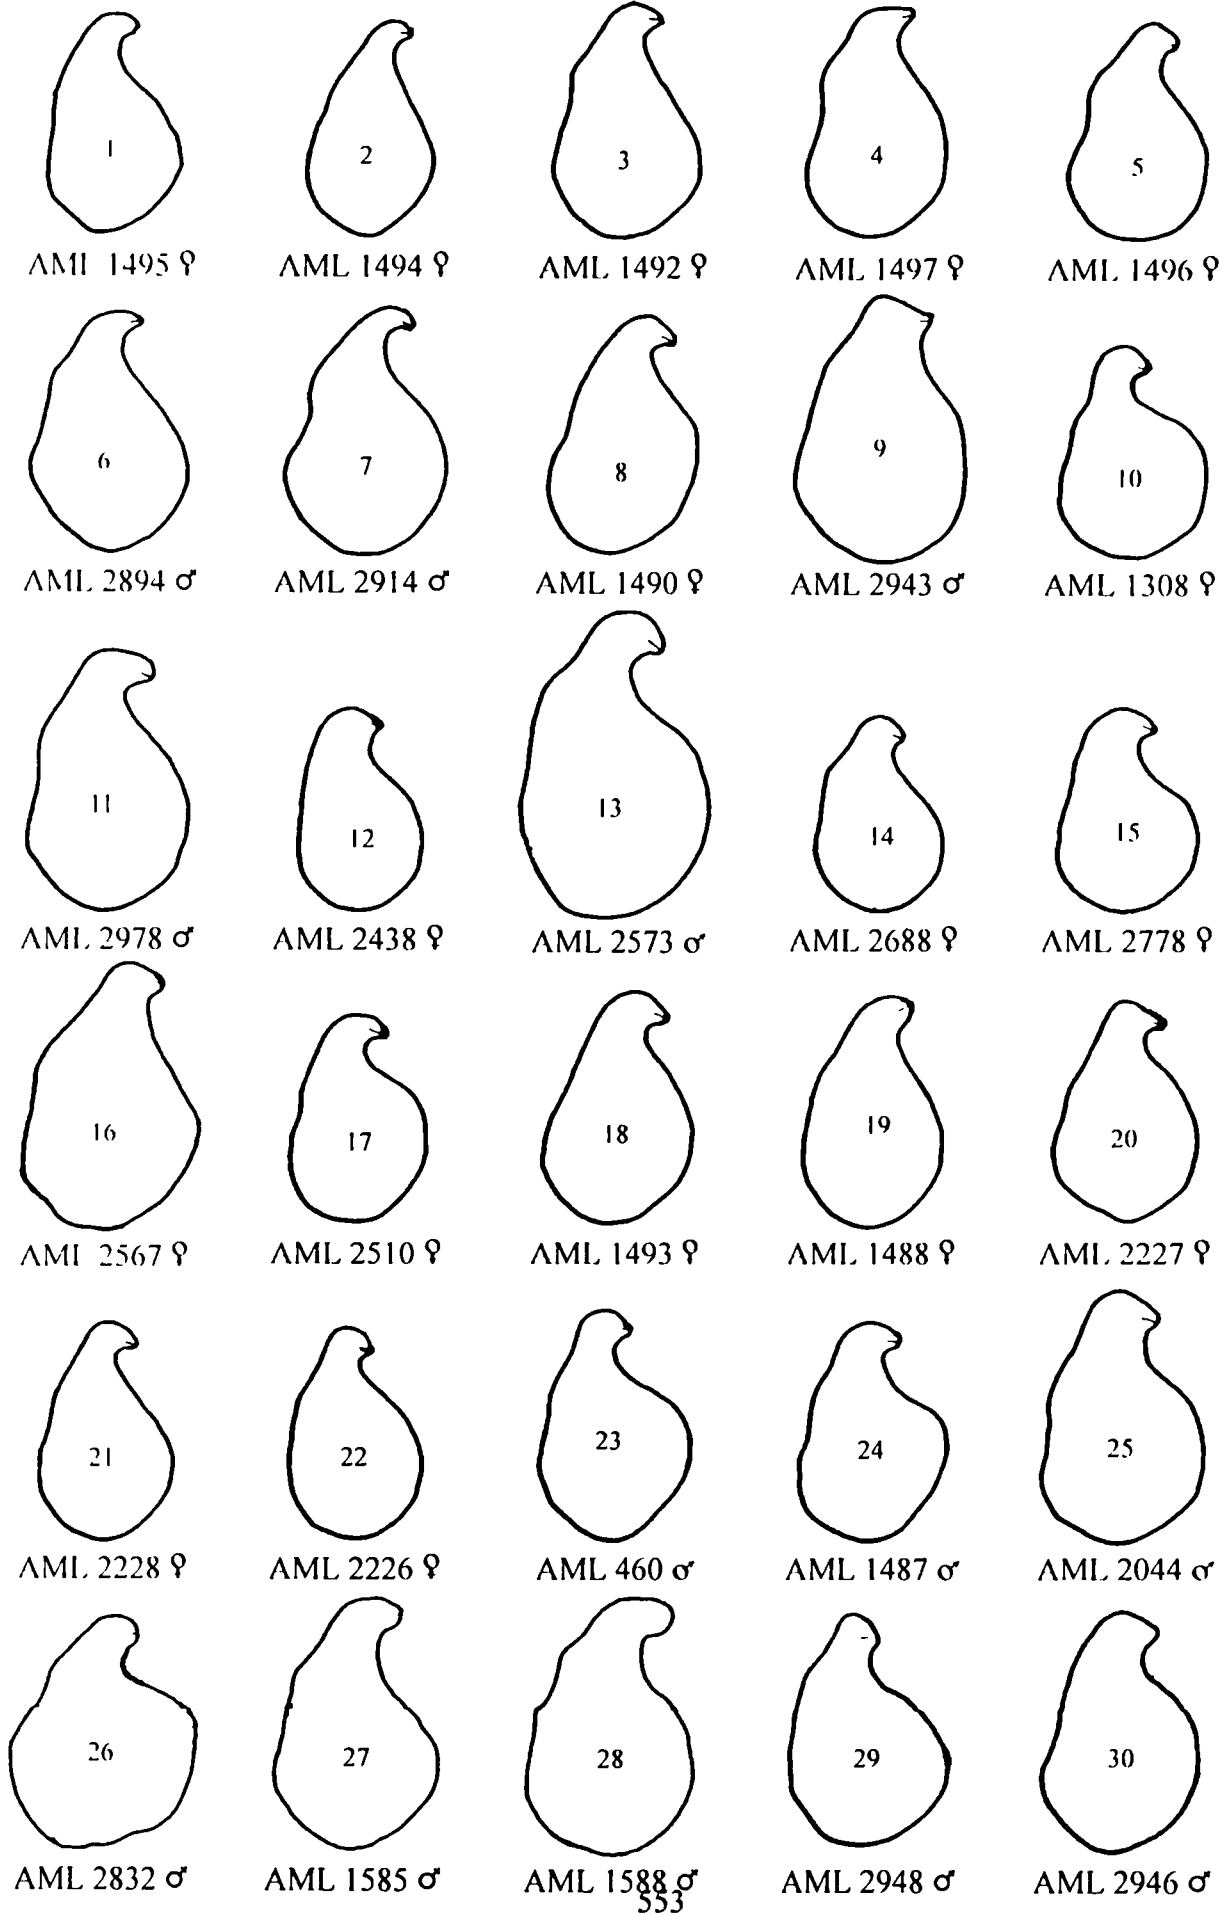 1 2 3 4 5
AML 1495 ♀ AML 1494 ♀ AML 1492 ♀ AML 1497 ♀ AML 1496 ♀
6 7 8 9 10
AML 2894 ♂ AML 2914 ♂ AML 1490 ♀ AML 2943 ♂ AML 1308 ♀
11 12 13 14 15
AML 2978 ♂ AML 2438 ♀ AML 2573 ♂ AML 2688 ♀ AML 2778 ♀
16 17 18 19 20
AML 2567 ♀ AML 2510 ♀ AML 1493 ♀ AML 1488 ♀ AML 2227 ♀
21 22 23 24 25
AML 2228 ♀ AML 2226 ♀ AML 460 ♂ AML 1487 ♂ AML 2044 ♂
26 27 28 29 30
AML 2832 ♂ AML 1585 ♂ AML 1588 ♂ AML 2948 ♂ AML 2946 ♂
553